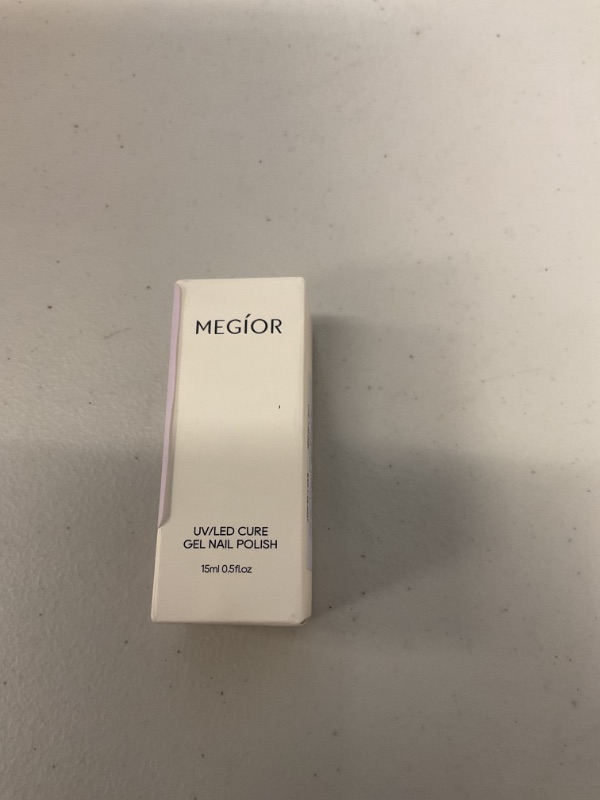 MEGÍOR
UV/LED CURE
GEL NAIL POLISH
15ml 0.5fl.oz